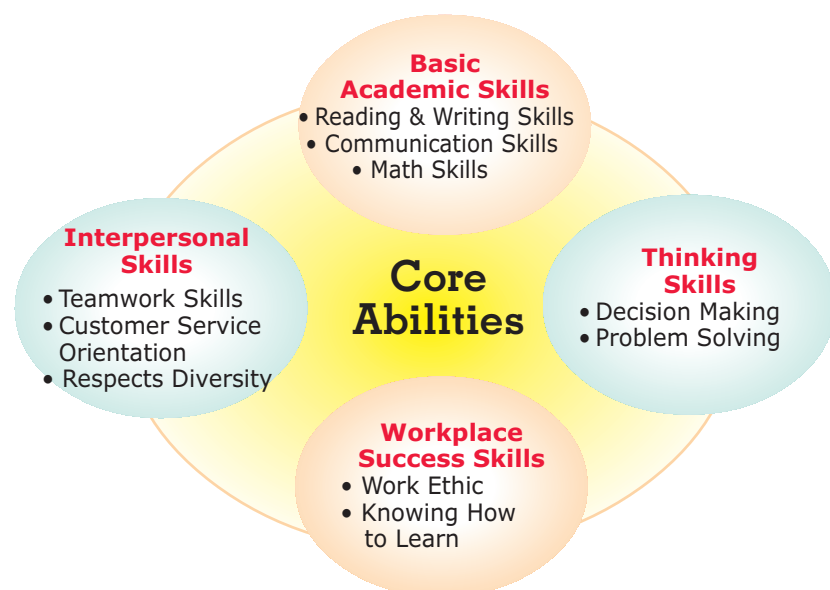 Basic
Academic Skills
• Reading & Writing Skills
• Communication Skills
• Math Skills
Interpersonal
Skills
• Teamwork Skills
• Customer Service
Orientation
• Respects Diversity
Core
Abilities
Thinking
Skills
• Decision Making
• Problem Solving
Workplace
Success Skills
• Work Ethic
• Knowing How
to Learn